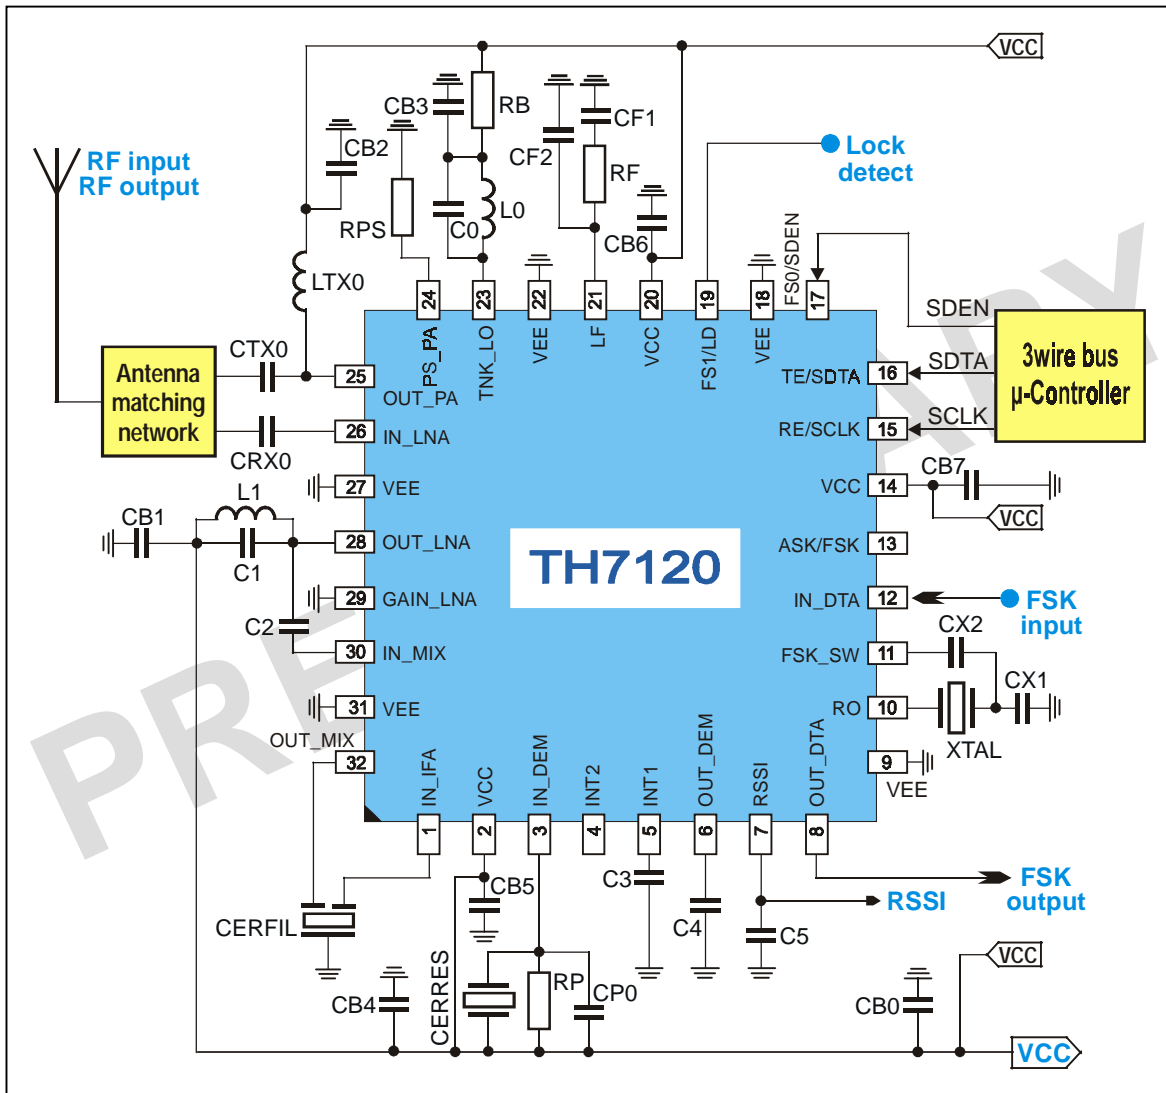 VCC
CB3
RB
CF1
CB2
CF2
RF
Lock
detect
RF input
RF output
RPS
C0
L0
CB6
FS0/SDEN
LTX0
24
23
22
21
20
19
18
17
PS_PA
TNK_LO
VEE
LF
VCC
FS1/LD
VEE
SDEN
SDTA
SCLK
3wire bus
µ-Controller
CTX0
Antenna
matching
network
CRX0
25
OUT_PA
26
IN_LNA
27
VEE
L1
CB1
C1
28
OUT_LNA
29
GAIN_LNA
C2
30
IN_MIX
31
VEE
OUT_MIX
32
TH7120
TE/SDTA
16
RE/SCLK
15
CB7
VCC
14
VCC
ASK/FSK
13
IN_DTA
12
FSK
input
CX2
FSK_SW
11
CX1
RO
10
XTAL
9
VEE
IN_IFA
VCC
IN_DEM
INT2
INT1
OUT_DEM
RSSI
OUT_DTA
1
2
3
4
5
6
7
8
CERFIL
CB5
C3
C4
C5
RSSI
FSK
output
CERRES
RP
CP0
CB4
CB0
VCC
VCC
PRELIMINARY